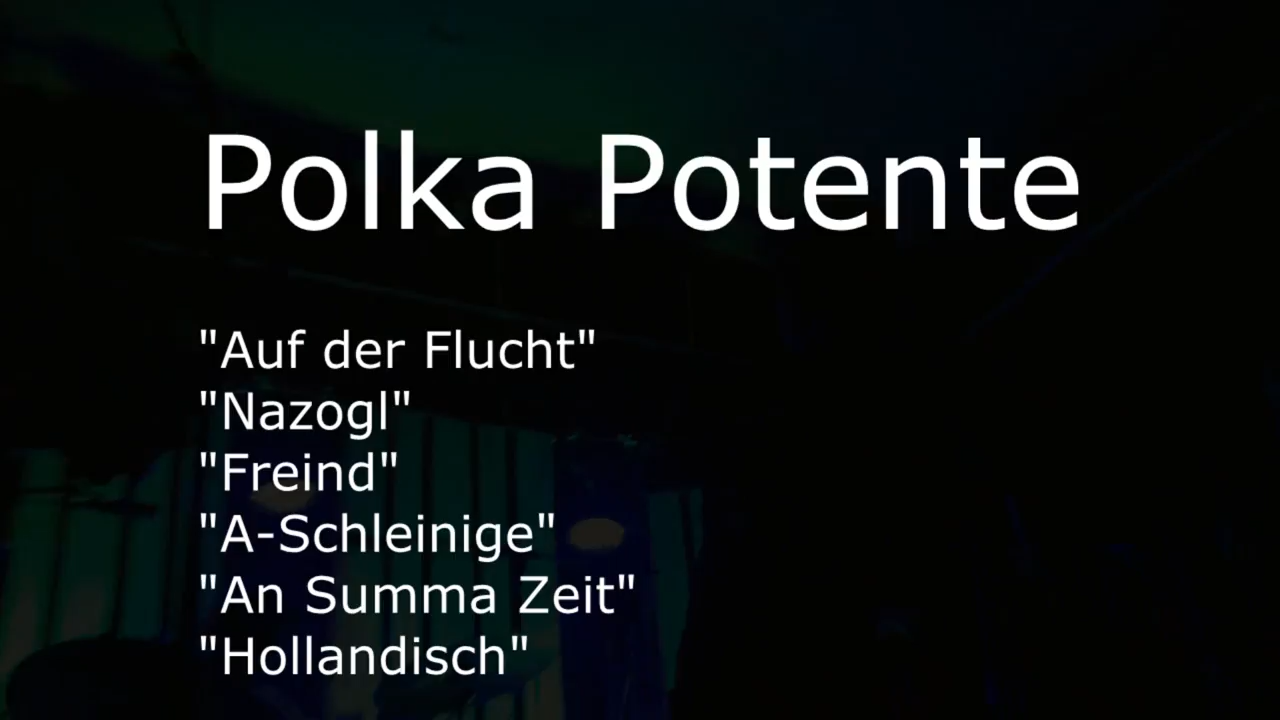 Polka Potente
"Auf der Flucht"
"Nazogl"
"Freind"
"A-Schleinige"
"An Summa Zeit"
"Hollandisch"